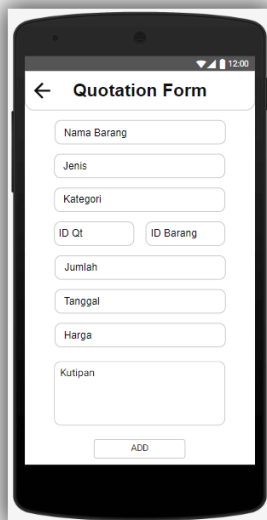 12:00
Quotation Form
Nama Barang
Jenis
Kategori
ID Qt ID Barang
Jumlah
Tanggal
Harga
Kutipan
ADD